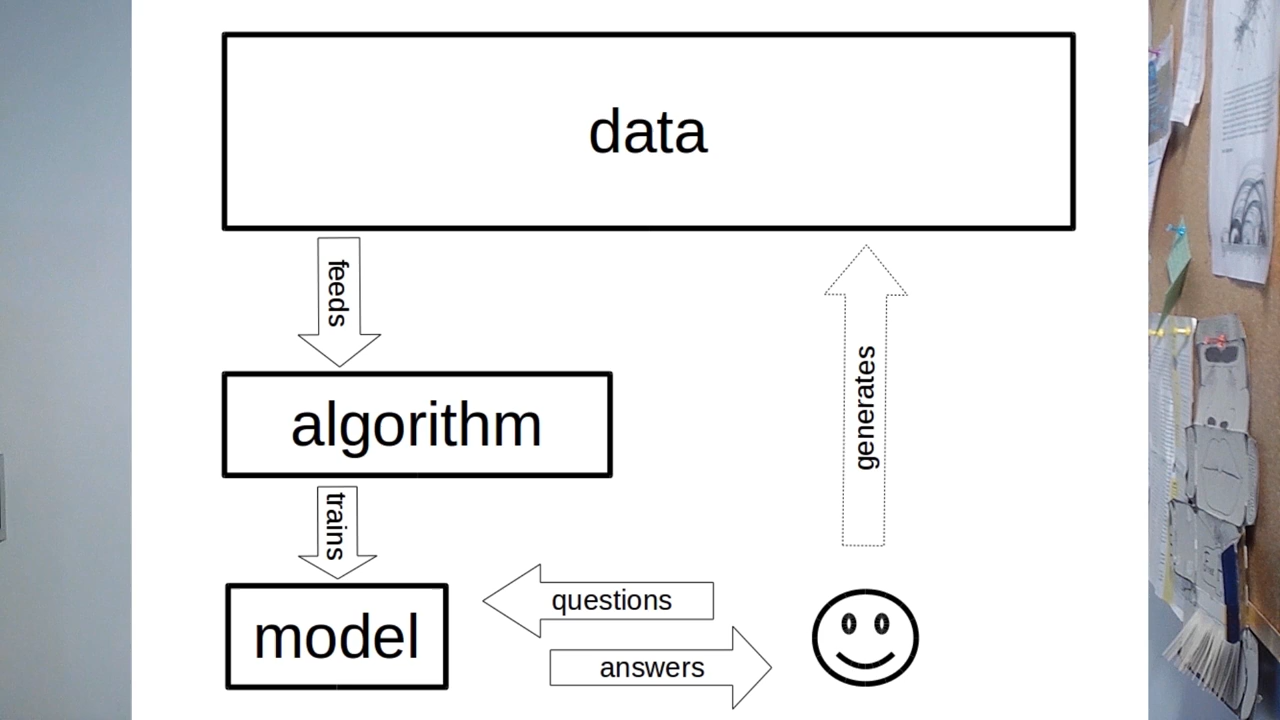 data
feeds
algorithm
generates
trains
model
questions
answers